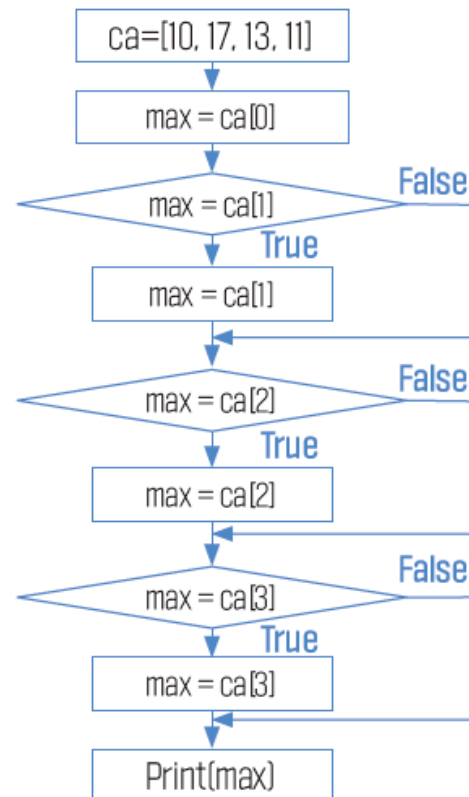 ca=[10, 17, 13, 11]
max = ca[0]
max = ca[1]
False
True
max = ca[1]
max = ca[2]
False
True
max = ca[2]
max = ca[3]
False
True
max = ca[3]
Print(max)